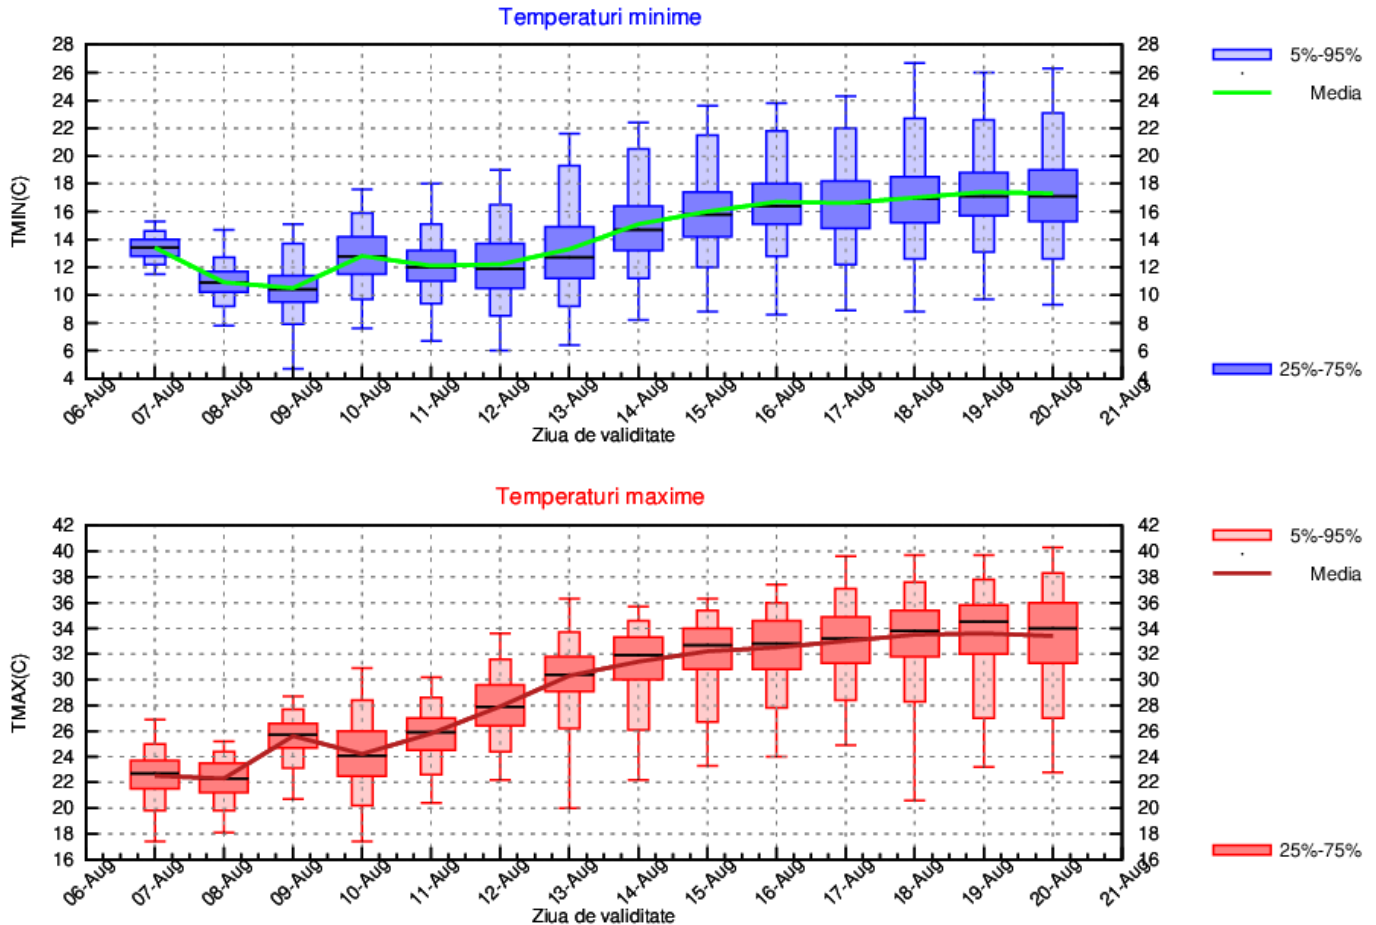 Temperaturi minime
TMIN(C)
28
26
24
22
20
18
16
14
12
10
8
6
4
28
26
24
22
20
18
16
14
12
10
8
6
4
06-Aug
07-Aug
08-Aug
09-Aug
10-Aug
11-Aug
12-Aug
13-Aug
14-Aug
15-Aug
16-Aug
17-Aug
18-Aug
19-Aug
20-Aug
21-Aug
Ziua de validitate
5%-95%
Media
25%-75%
Temperaturi maxime
TMAX(C)
42
40
38
36
34
32
30
28
26
24
22
20
18
16
42
40
38
36
34
32
30
28
26
24
22
20
18
16
06-Aug
07-Aug
08-Aug
09-Aug
10-Aug
11-Aug
12-Aug
13-Aug
14-Aug
15-Aug
16-Aug
17-Aug
18-Aug
19-Aug
20-Aug
21-Aug
Ziua de validitate
5%-95%
Media
25%-75%